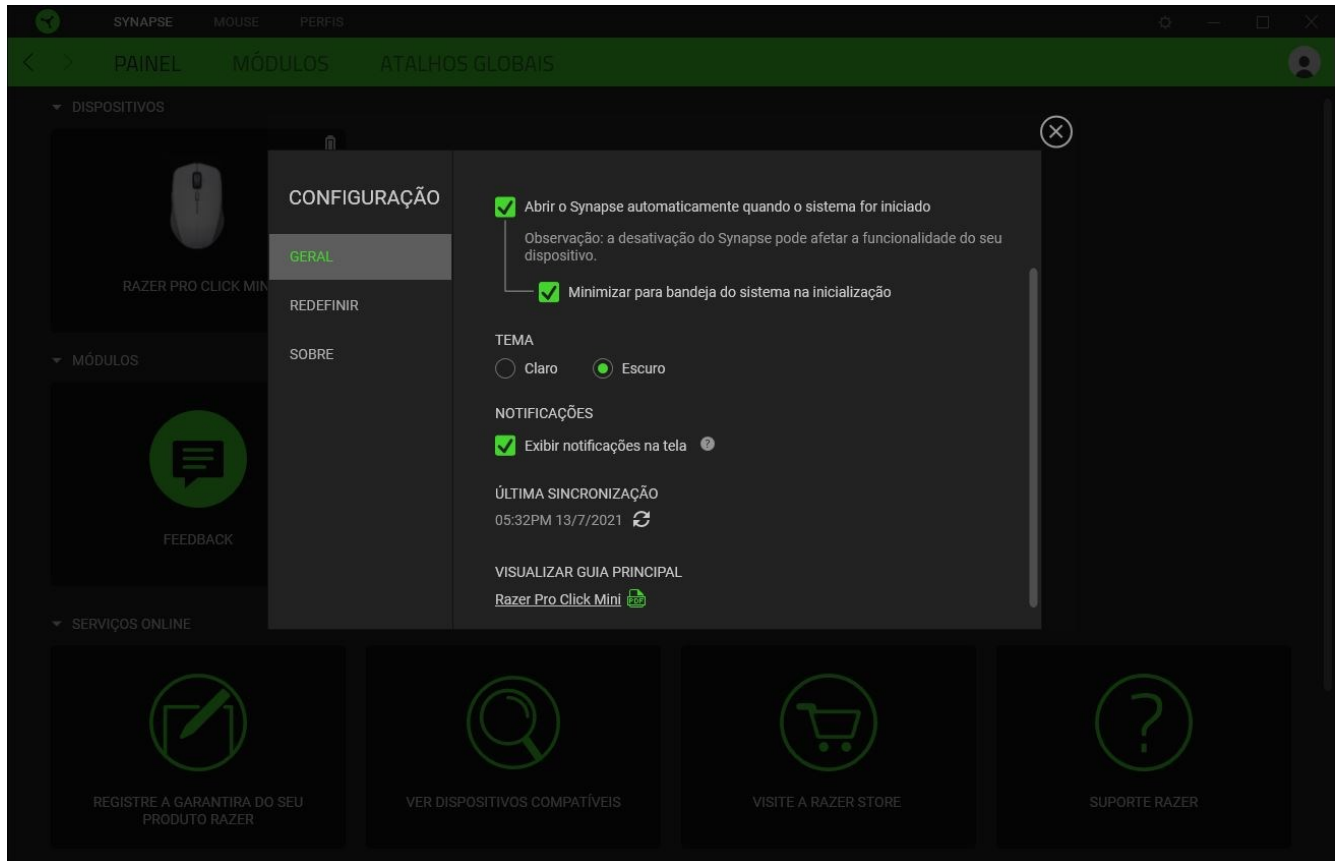 SYNAPSE MOUSE PERFIS
PAINEL MÓDULOS ATALHOS GLOBAIS
DISPOSITIVOS
RAZER PRO CLICK MIN
MÓDULOS
FEEDBACK
CONFIGURAÇÃO
GERAL
REDEFINIR
SOBRE
Abrir o Synapse automaticamente quando o sistema for iniciado
Observação: a desativação do Synapse pode afetar a funcionalidade do seu
dispositivo.
Minimizar para bandeja do sistema na inicialização
TEMA
Claro Escuro
NOTIFICAÇÕES
Exibir notificações na tela ?
ÚLTIMA SINCRONIZAÇÃO
05:32PM 13/7/2021
VISUALIZAR GUIA PRINCIPAL
Razer Pro Click Mini PDF
SERVIÇOS ONLINE
REGISTRE A GARANTIRA DO SEU
PRODUTO RAZER
VER DISPOSITIVOS COMPATÍVEIS
VISITE A RAZER STORE
SUPORTE RAZER